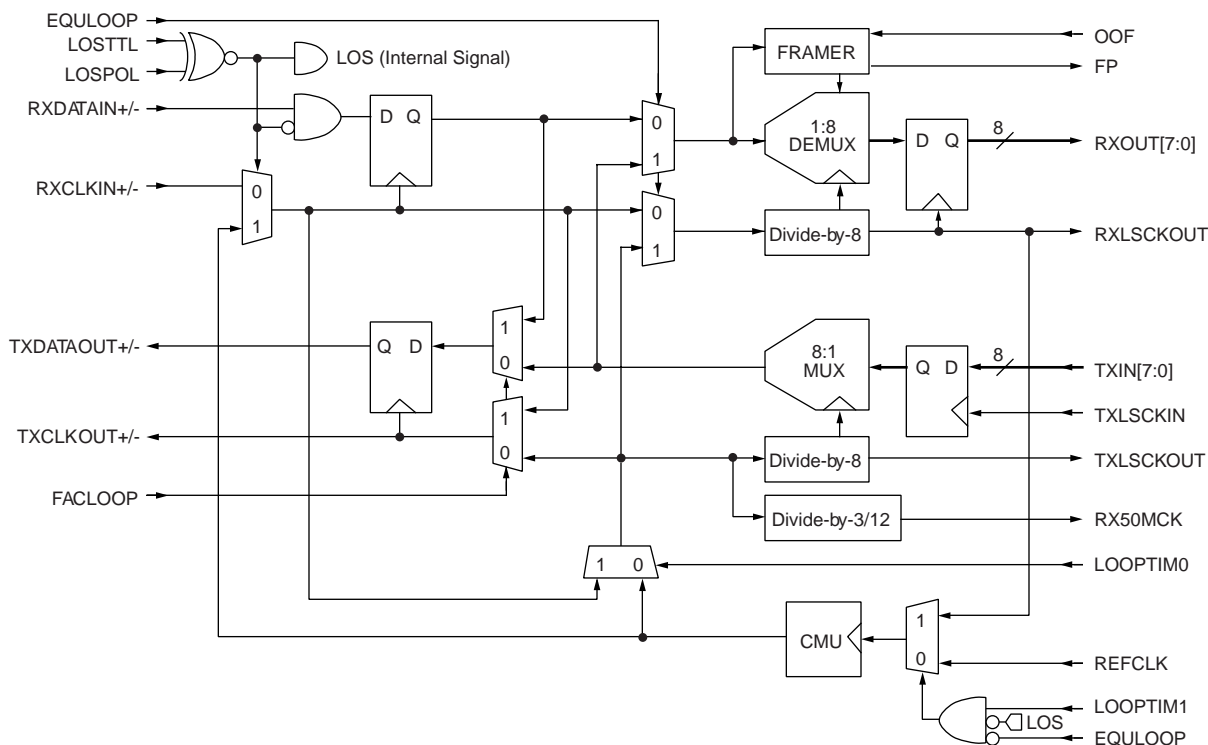 EQULOOP
LOSTTL
LOSPOL
LOS (Internal Signal)
RXDATAIN+/-
D Q
RXCLKIN+/-
0
1
0
1
0
1
FRAMER
OOF
FP
1:8
DEMUX
D Q
8
RXOUT[7:0]
Divide-by-8
RXLSCKOUT
TXDATAOUT+/-
Q D
1
0
8:1
MUX
Q D
8
TXIN[7:0]
TXLSCKIN
TXCLKOUT+/-
1
0
Divide-by-8
TXLSCKOUT
FACLOOP
Divide-by-3/12
RX50MCK
1 0
LOOPTIM0
CMU
1
0
REFCLK
LOOPTIM1
LOS
EQULOOP